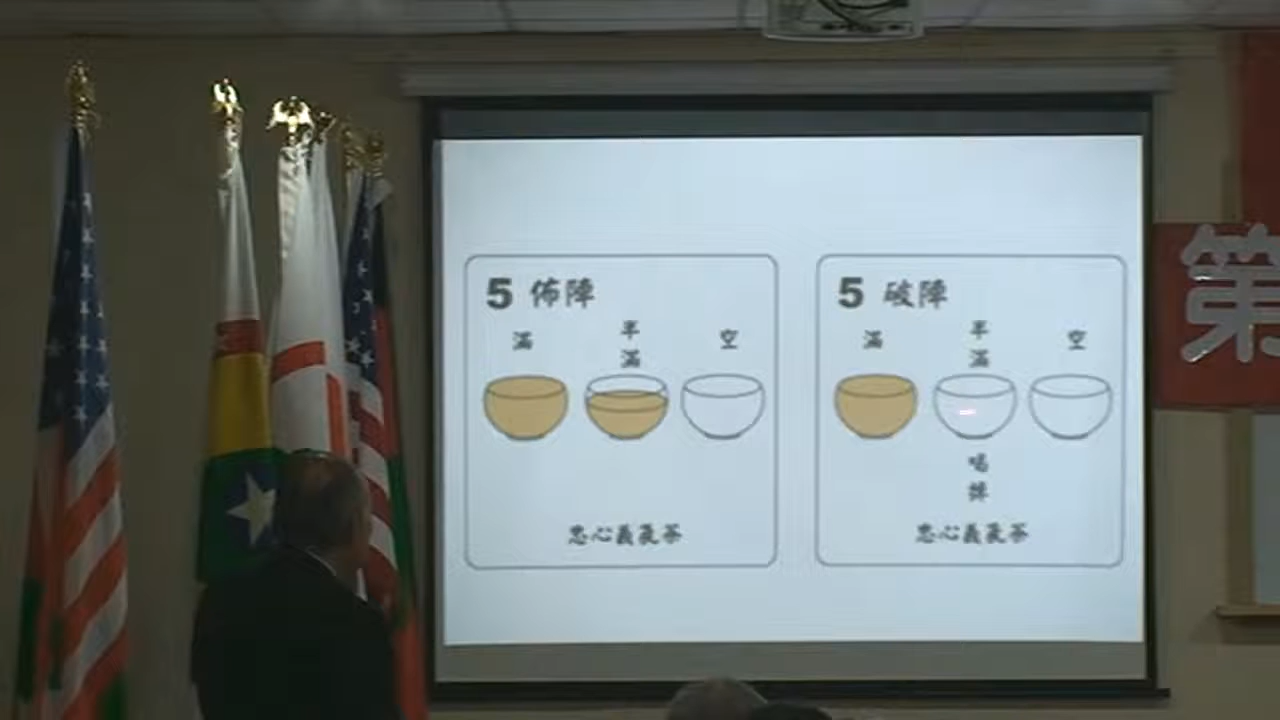 5 佈陣
滿 半滿 空
忠心義氣茶
5 破陣
滿 半滿 空
喝掉
忠心義氣茶
第